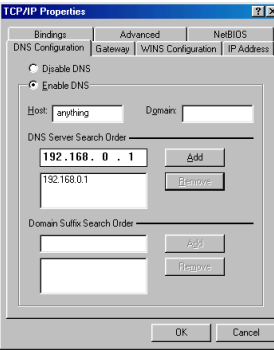 TCP/IP Properties ? X
Bindings Advanced NetBIOS
DNS Configuration Gateway WINS Configuration IP Address
Disable DNS
Enable DNS
Host: anything Domain:
DNS Server Search Order
192.168. 0 . 1 Add
192.168.0.1 Remove
Domain Suffix Search Order
Add
Remove
OK Cancel